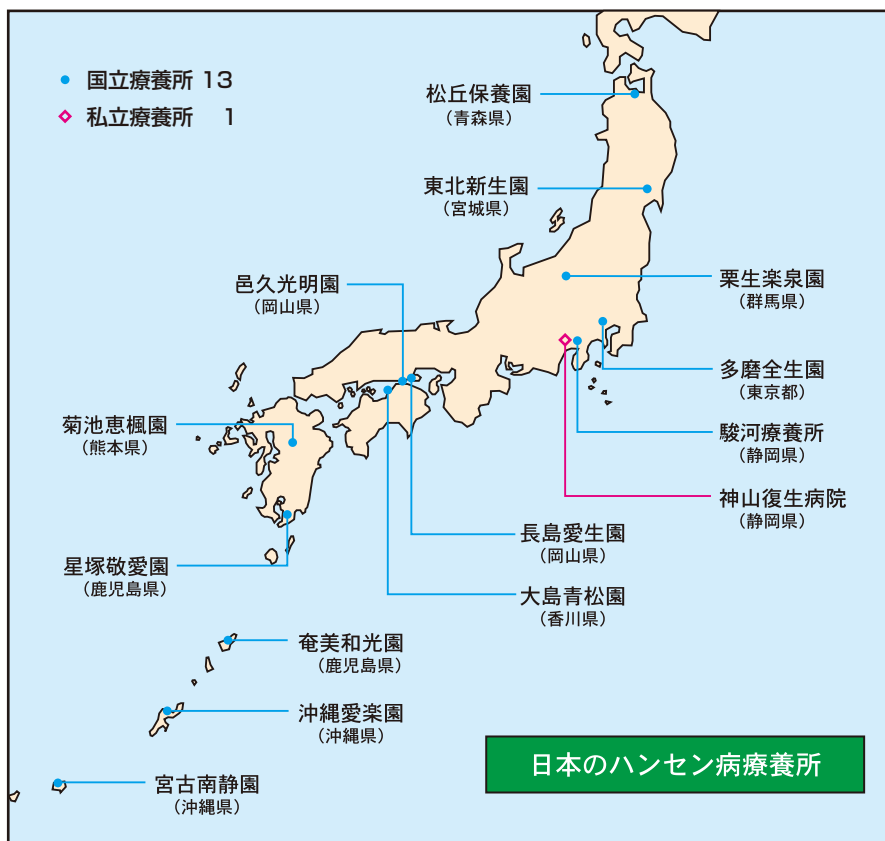 国立療養所 13
私立療養所 1
松丘保養園
（青森県）
東北新生園
（宮城県）
栗生楽泉園
（群馬県）
邑久光明園
（岡山県）
多磨全生園
（東京都）
菊池恵楓園
（熊本県）
駿河療養所
（静岡県）
神山復生病院
（静岡県）
長島愛生園
（岡山県）
星塚敬愛園
（鹿児島県）
大島青松園
（香川県）
奄美和光園
（鹿児島県）
沖縄愛楽園
（沖縄県）
宮古南静園
（沖縄県）
日本のハンセン病療養所